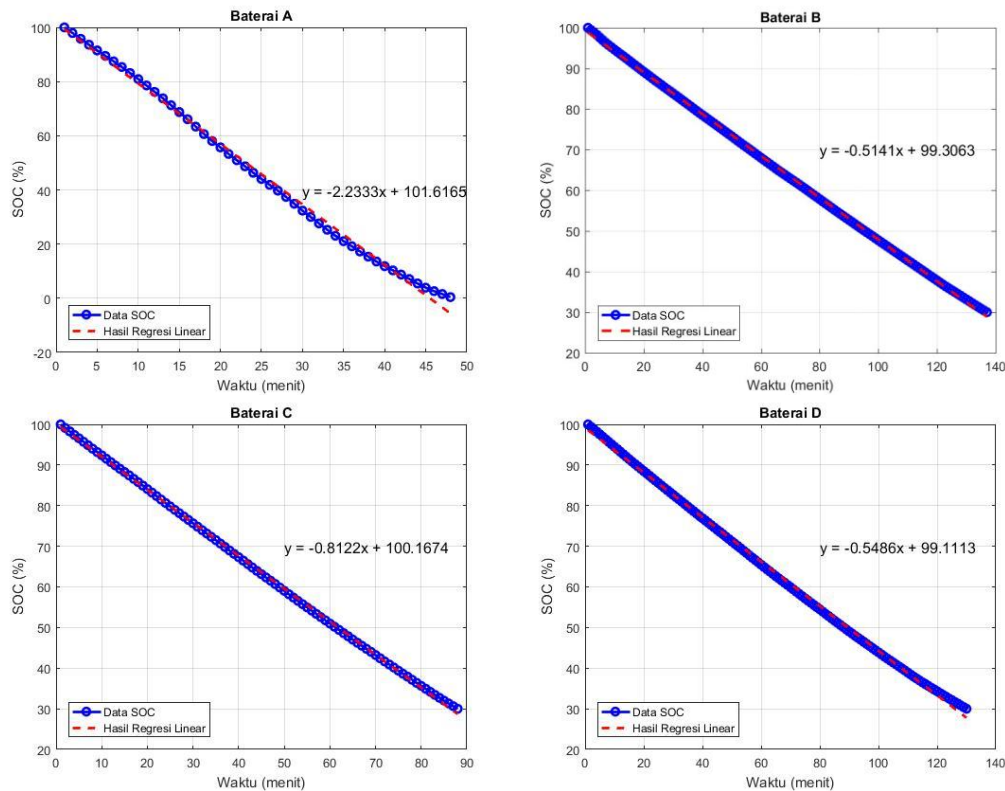 Baterai A
100
80
60
40
20
0
-20
SOC (%)
y = -2.2333x + 101.6165
Data SOC
Hasil Regresi Linear
0 5 10 15 20 25 30 35 40 45 50
Waktu (menit)
Baterai B
100
90
80
70
60
50
40
30
20
SOC (%)
y = -0.5141x + 99.3063
Data SOC
Hasil Regresi Linear
0 20 40 60 80 100 120 140
Waktu (menit)
Baterai C
100
90
80
70
60
50
40
30
20
SOC (%)
y = -0.8122x + 100.1674
Data SOC
Hasil Regresi Linear
0 10 20 30 40 50 60 70 80 90
Waktu (menit)
Baterai D
100
90
80
70
60
50
40
30
20
SOC (%)
y = -0.5486x + 99.1113
Data SOC
Hasil Regresi Linear
0 20 40 60 80 100 120 140
Waktu (menit)